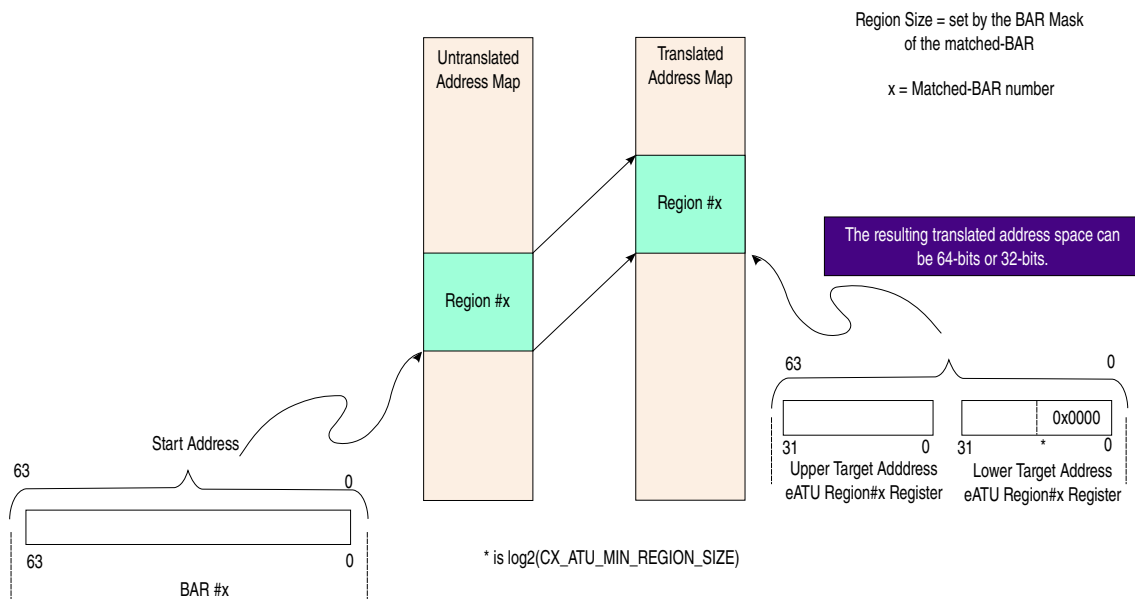 Region Size = set by the BAR Mask
of the matched-BAR
x = Matched-BAR number
Untranslated
Address Map
Translated
Address Map
Region #x
Region #x
The resulting translated address space can
be 64-bits or 32-bits.
63
0
0x0000
31
0
31
*
0
Upper Target Adddress
eATU Region#x Register
Lower Target Address
eATU Region#x Register
Start Address
63
0
63
0
BAR #x
* is log2(CX_ATU_MIN_REGION_SIZE)